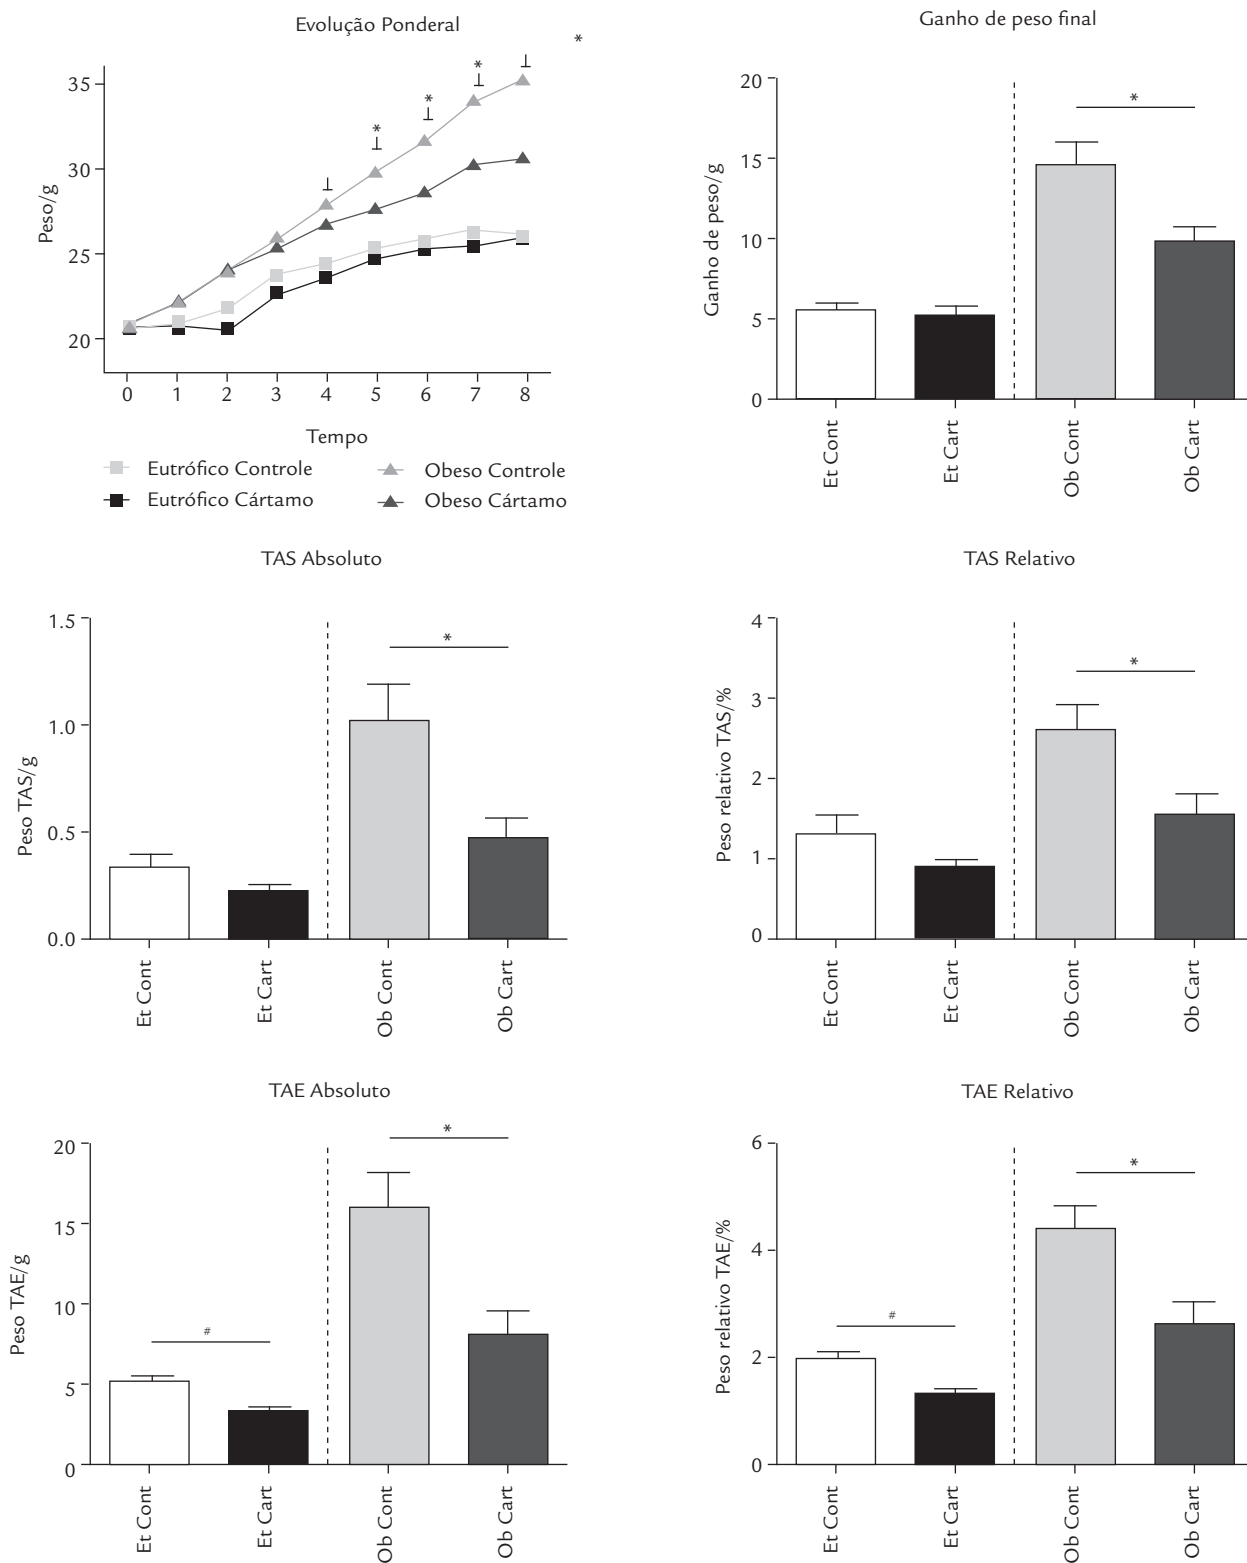 Evolução Ponderal
*
*
*
*
35
30
25
20
Peso/g
0 1 2 3 4 5 6 7 8
Tempo
Eutrófico Controle
Obeso Controle
Eutrófico Cártamo
Obeso Cártamo
Ganho de peso final
*
20
15
10
5
0
Ganho de peso/g
Et Cont
Et Cart
Ob Cont
Ob Cart
TAS Absoluto
*
1.5
1.0
0.5
0.0
Peso TAS/g
Et Cont
Et Cart
Ob Cont
Ob Cart
TAS Relativo
*
4
3
2
1
0
Peso relativo TAS/%
Et Cont
Et Cart
Ob Cont
Ob Cart
TAE Absoluto
*
#
20
15
10
5
0
Peso TAE/g
Et Cont
Et Cart
Ob Cont
Ob Cart
TAE Relativo
*
#
6
4
2
0
Peso relativo TAE/%
Et Cont
Et Cart
Ob Cont
Ob Cart